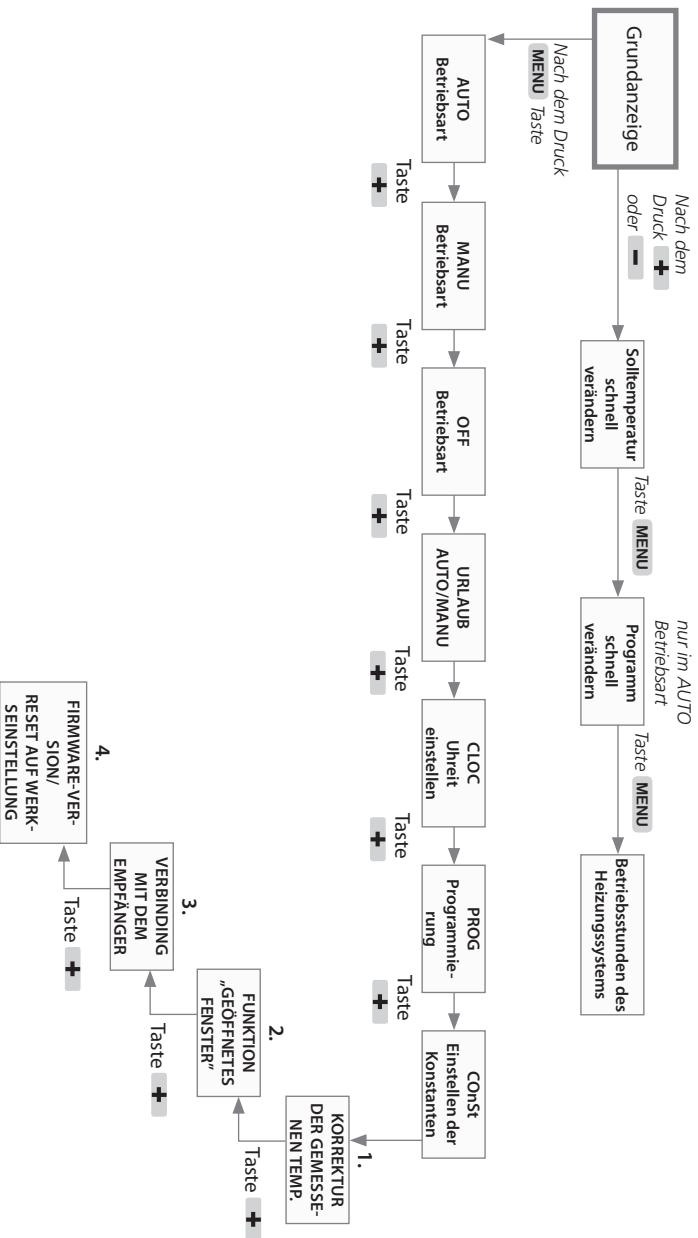 Grundanzeige
Nach dem
Druck +
oder −
Solltemperatur
schnell
verändern
Taste MENU
nur im AUTO
Betriebsart
Programm
schnell
verändern
Taste MENU
Betriebsstunden des
Heizungssystems
Nach dem Druck
MENU Taste
AUTO
Betriebsart
Taste
+
MANU
Betriebsart
Taste
+
OFF
Betriebsart
Taste
+
URLAUB
AUTO/MANU
Taste
+
CLOC
Uhreit
einstellen
Taste
+
PROG
Programmie-
rung
Taste
+
COnSt
Einstellen der
Konstanten
1.
KORREKTUR
DER GEMESSE-
NEN TEMP.
Taste +
2.
FUNKTION
„GEÖFFNETES
FENSTER”
Taste +
3.
VERBINDING
MIT DEM
EMPFÄNGER
Taste +
4.
FIRMWARE-VER-
SION/
RESET AUF WERK-
SEINSTELLUNG